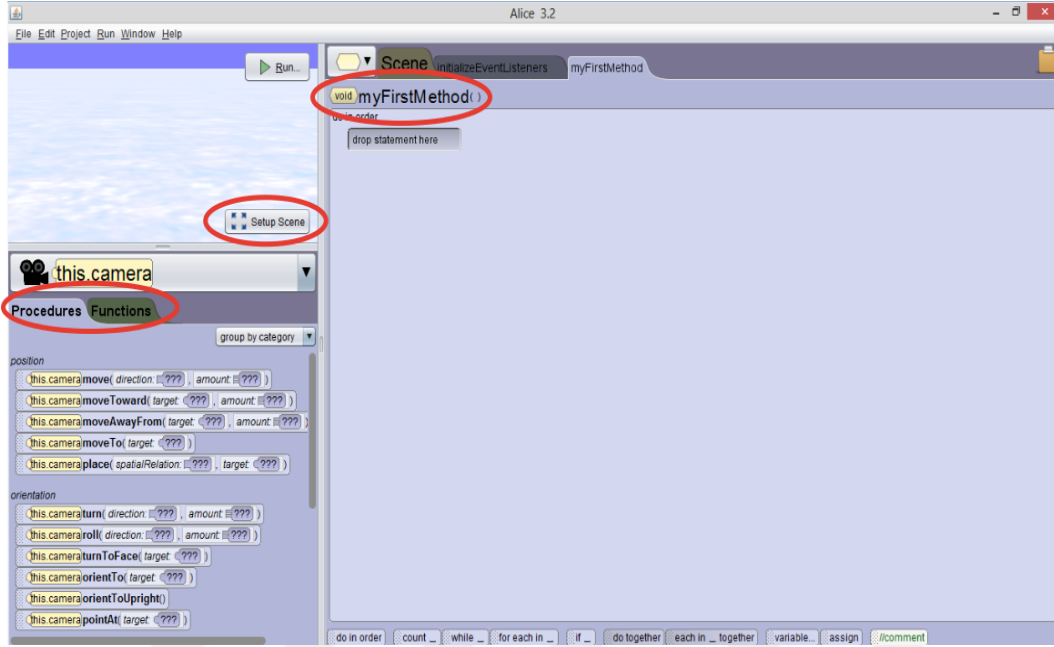 Alice 3.2
File Edit Project Run Window Help
Run...
Setup Scene
this.camera
Procedures Functions
group by category
position
this.camera move( direction: ??? , amount: ??? )
this.camera moveToward( target: ??? , amount: ??? )
this.camera moveAwayFrom( target: ??? , amount: ??? )
this.camera moveTo( target: ??? )
this.camera place( spatialRelation: ??? , target: ??? )
orientation
this.camera turn( direction: ??? , amount: ??? )
this.camera roll( direction: ??? , amount: ??? )
this.camera turnToFace( target: ??? )
this.camera orientTo( target: ??? )
this.camera orientToUpright()
this.camera pointAt( target: ??? )
Scene initializeEventListeners myFirstMethod
void myFirstMethod ( )
do in order
drop statement here
do in order count _ while _ for each in _ if _ do together each in _ together variable... assign //comment